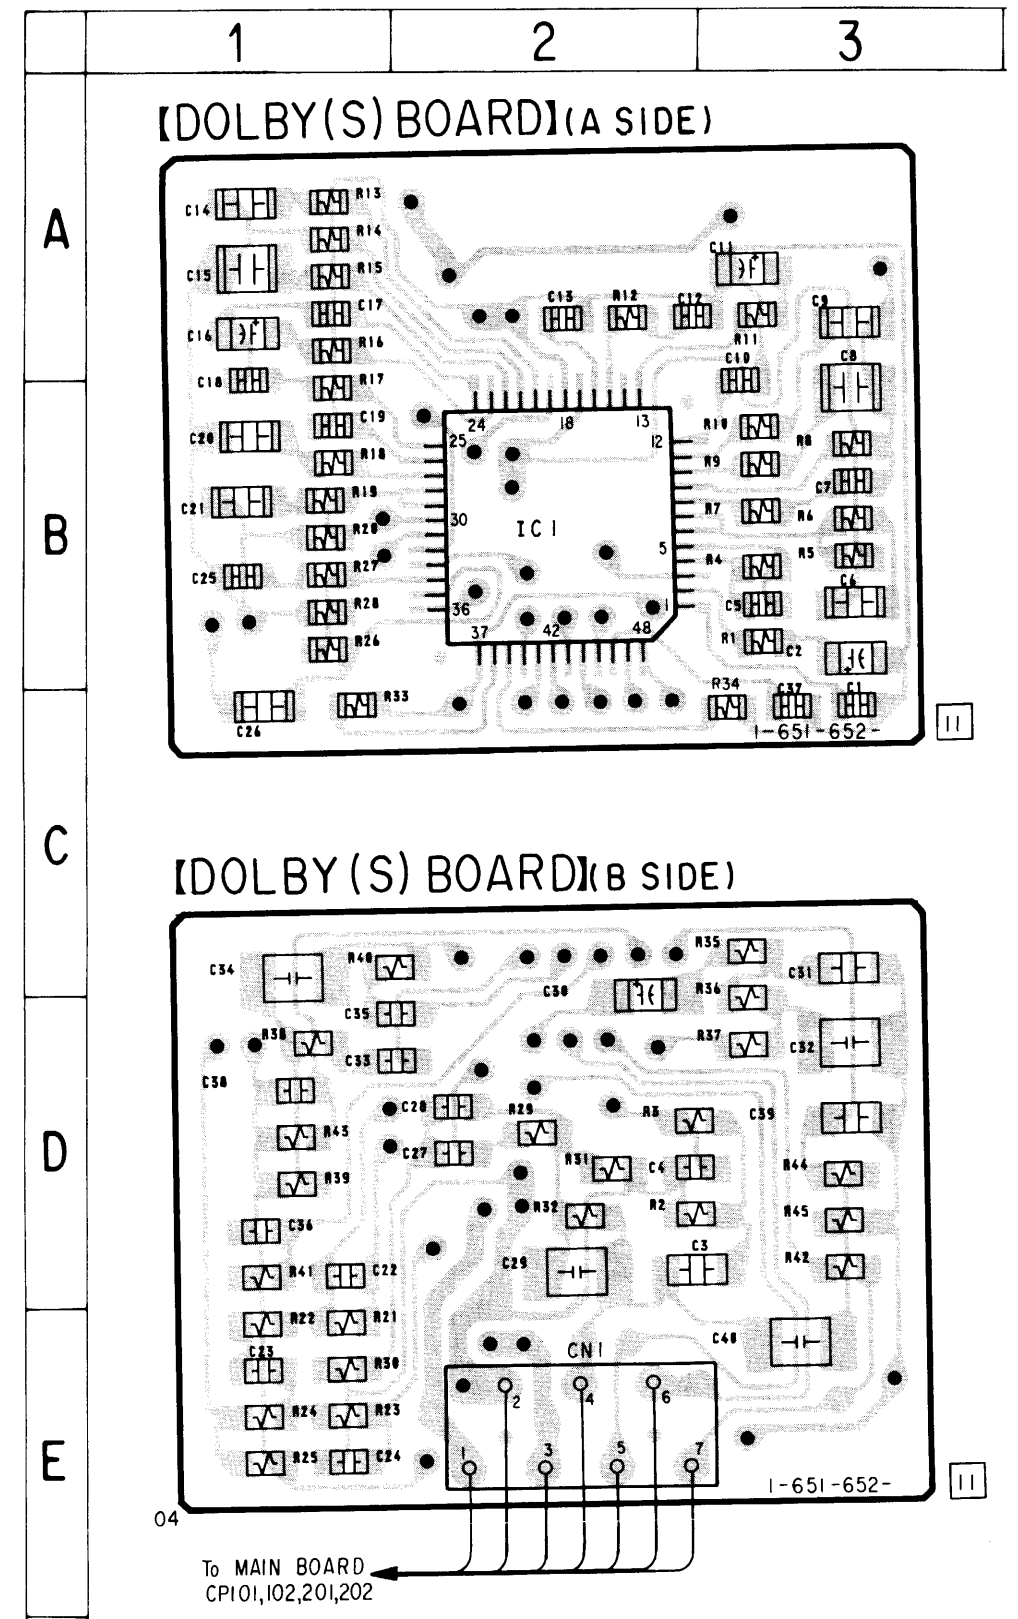 1 2 3
A
B
C
D
E
【DOLBY(S) BOARD】(A SIDE)
C14 R13
R14
C15 R15 C11
C17 C13 R12 C12 C9
C16 R16 R11
C18 R17 C10 C8
24 18 13
C20 C19 25 12 R10 R8
R18 R9 C7
C21 R19 R7 R6
R20 30 IC1 5 R5
C25 R27 R4 C6
R28 36 1 C5
R26 37 42 48 R1 C2
C26 R33 R34 C37 C1
1-651-652-
11
【DOLBY(S) BOARD】(B SIDE)
C34 R40 R35 C31
C35 C30 R36
R38 C33 R37 C32
C38 C28 R29 R3 C39
R43 C27 R31 C4 R44
R39 R32 R2 R45
C36 C29 C3 R42
R41 C22
R22 R21 C40
C23 R30 CN1
2 4 6
R24 R23
R25 C24 1 3 5 7
1-651-652-
11
04
To MAIN BOARD
CP101,102,201,202